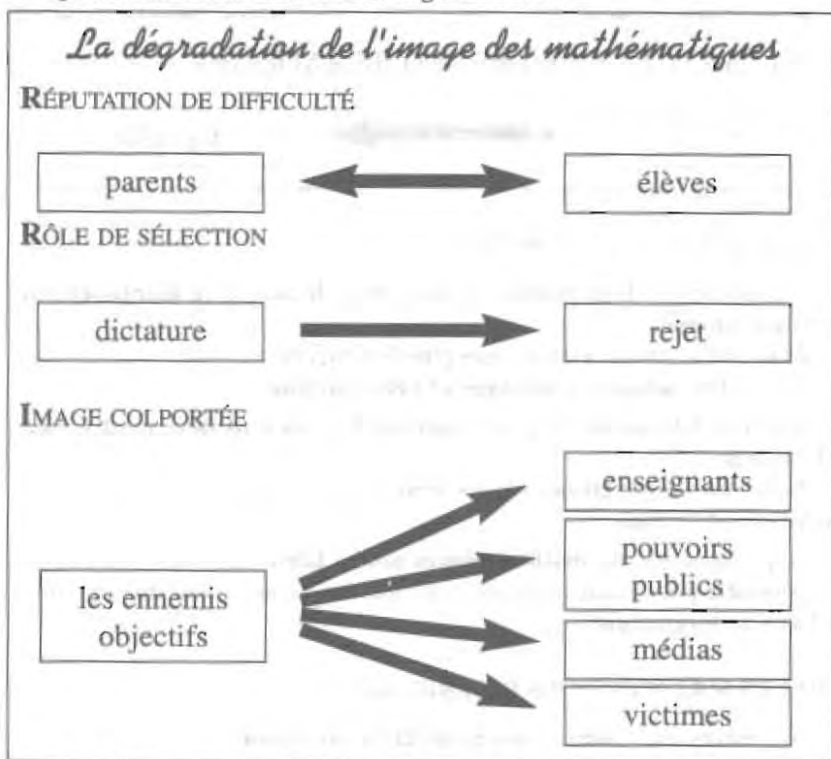 La dégradation de l'image des mathématiques
RÉPUTATION DE DIFFICULTÉ
parents
élèves
RÔLE DE SÉLECTION
dictature
rejet
IMAGE COLPORTÉE
les ennemis
objectifs
enseignants
pouvoirs
publics
médias
victimes